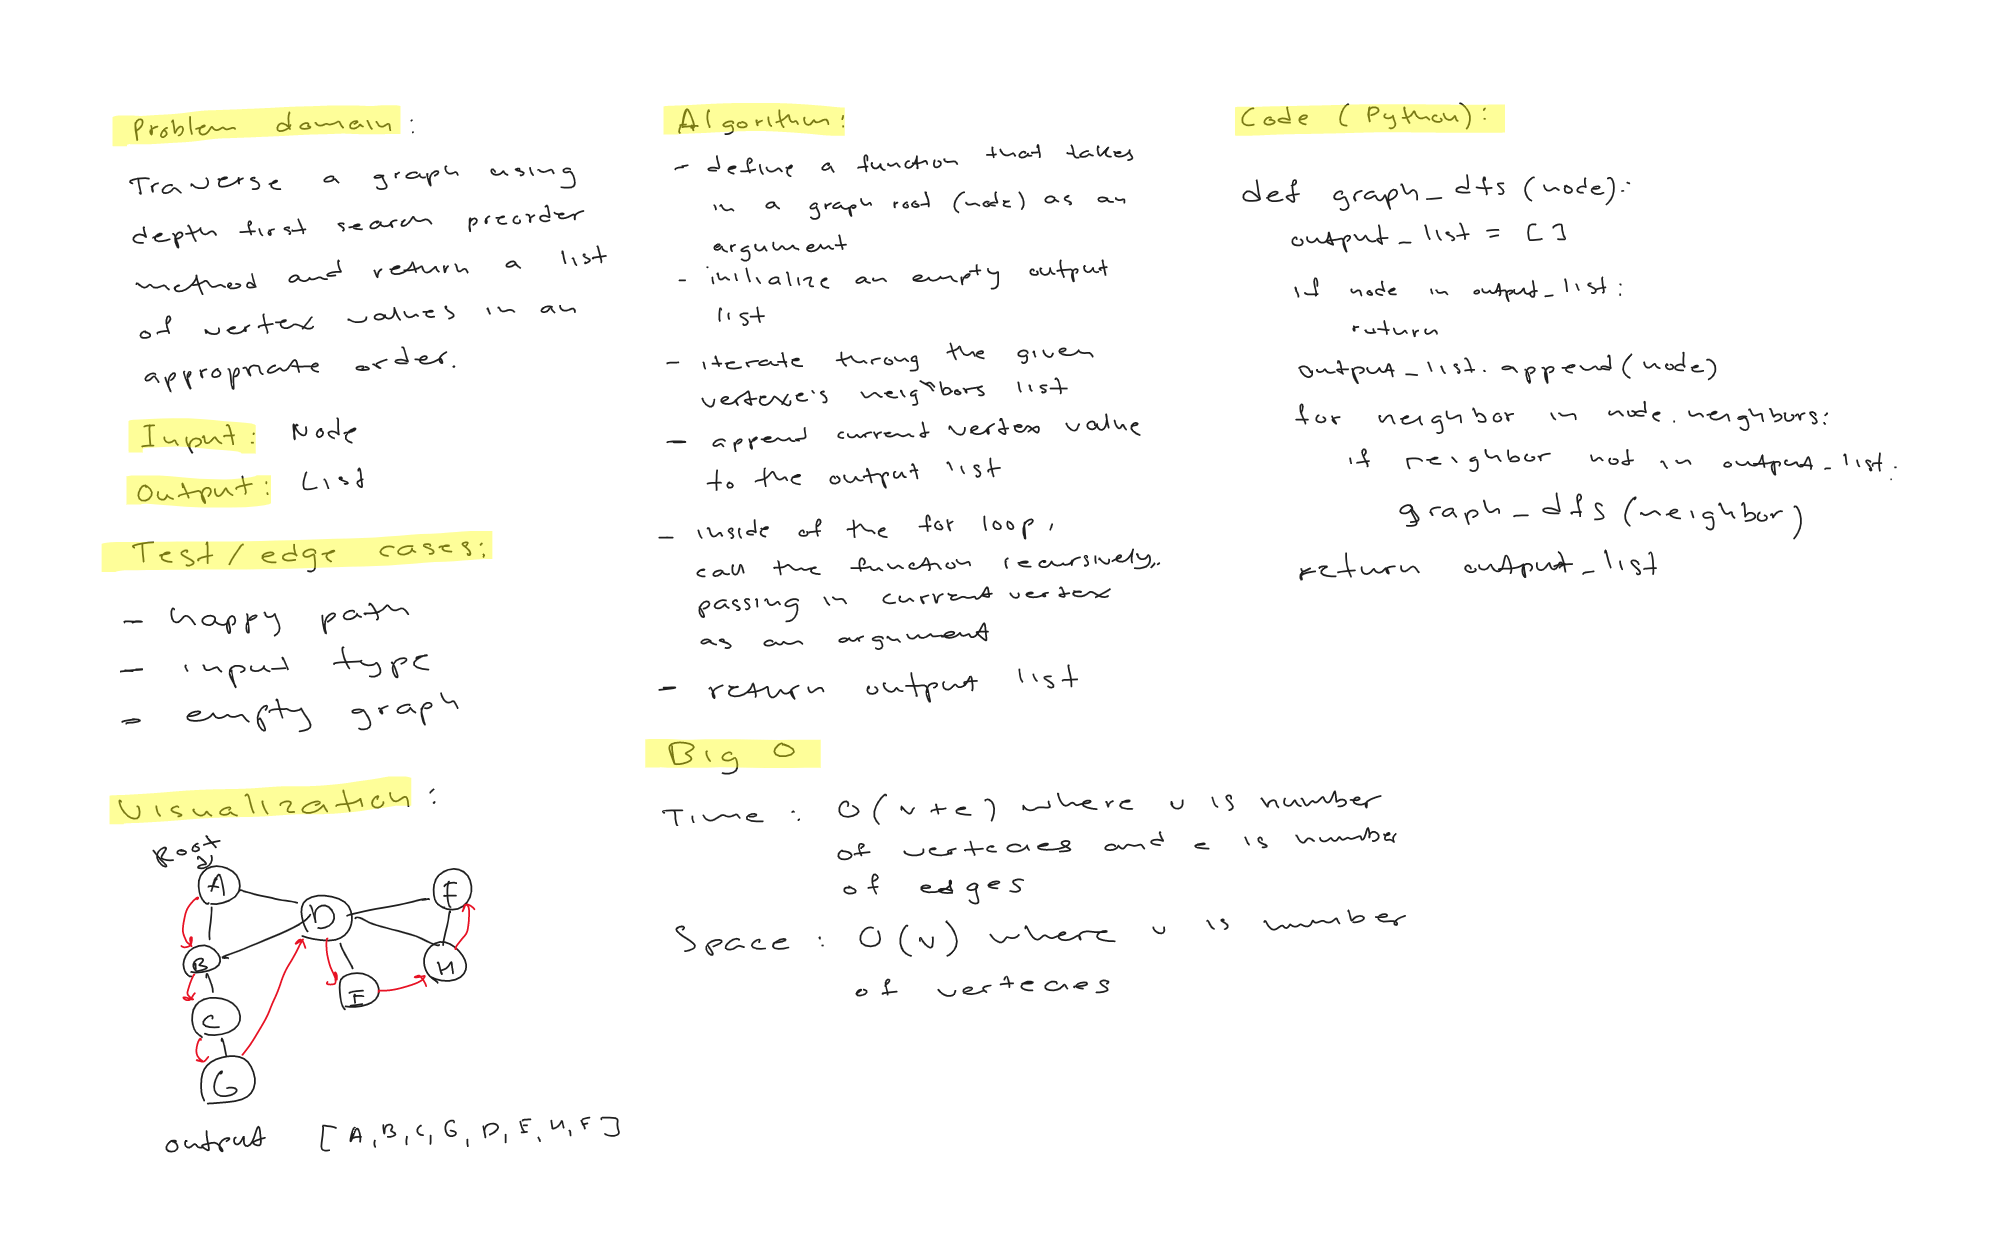 Problem domain:
Traverse a graph using
depth first search preorder
method and return a list
of vertex values in an
appropriate order.
Input: Node
Output: List
Test/edge cases:
- happy path
- input type
- empty graph
Visualization:
Root
A
D
F
B
H
E
C
G
output [A, B, C, G, D, E, H, F]
Algorithm:
- define a function that takes
in a graph root (node) as an
argument
- initialize an empty output
list
- iterate throug the given
vertexe's neighbors list
- append current vertex value
to the output list
- inside of the for loop,
call the function recursively,
passing in current vertex
as an argument
- return output list
Big O
Time: O(v+e) where v is number
of verteces and e is number
of edges
Space: O(v) where v is number
of verteces
Code (Python):
def graph_dfs(node):
output_list = []
if node in output_list:
return
output_list.append(node)
for neighbor in node.neighbors:
if neighbor not in output_list:
graph_dfs(neighbor)
return output_list